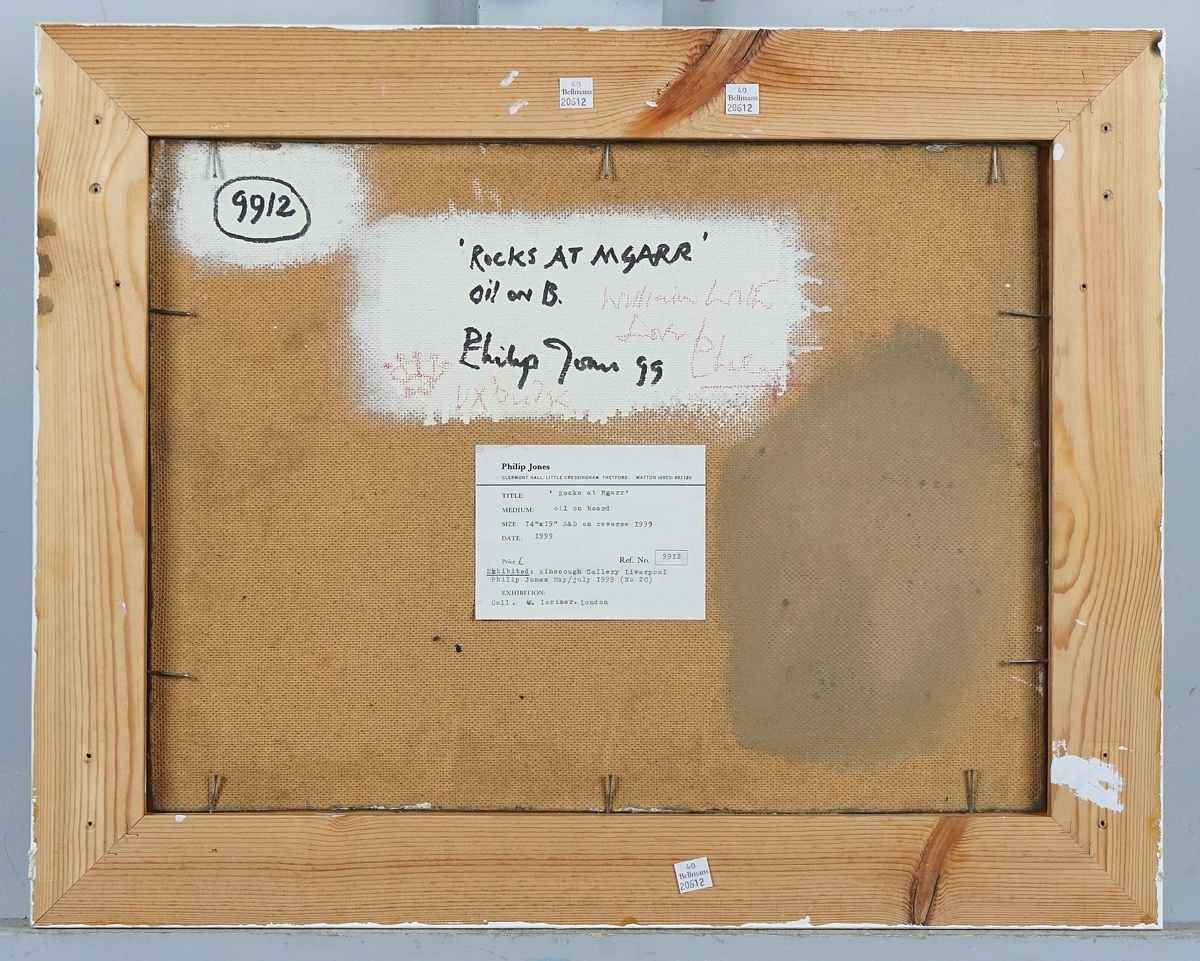 40
Bellmans
20612
40
Bellmans
20612
9912
'ROCKS AT MGARR'
Oil on B.
William
Love Phil
Philip Jones 99
Philip Jones
CLERMONT HALL, LITTLE CRESSINGHAM, THETFORD. WATTON (0953) 882189
TITLE: ' Rocks at Mgarr'
MEDIUM: oil on board
SIZE: 14"x19" S&D on reverse 1999
DATE: 1999
Price £ Ref. No. 9912
Exhibited: Ainscough Gallery Liverpool
Philip Jones May/july 1999 (No 20)
EXHIBITION:
Coll. W. lorimer. London
40
Bellmans
20612